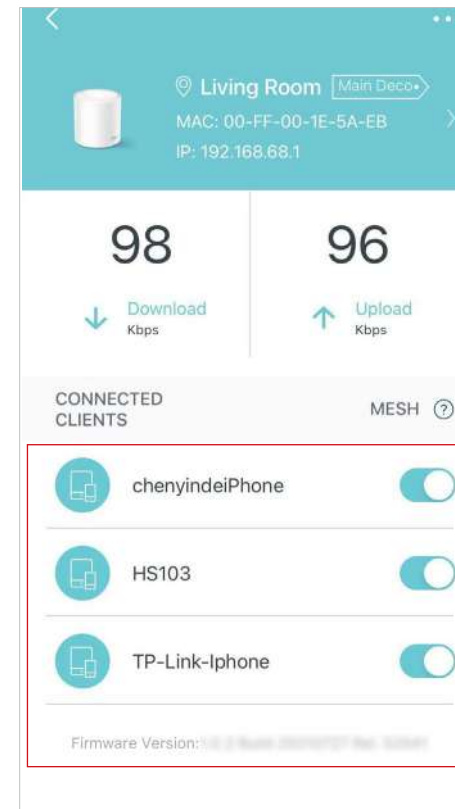 Living Room Main Deco
MAC: 00-FF-00-1E-5A-EB
IP: 192.168.68.1
98 96
Download Upload
Kbps Kbps
CONNECTED
CLIENTS
MESH ?
chenyindeiPhone
HS103
TP-Link-Iphone
Firmware Version: